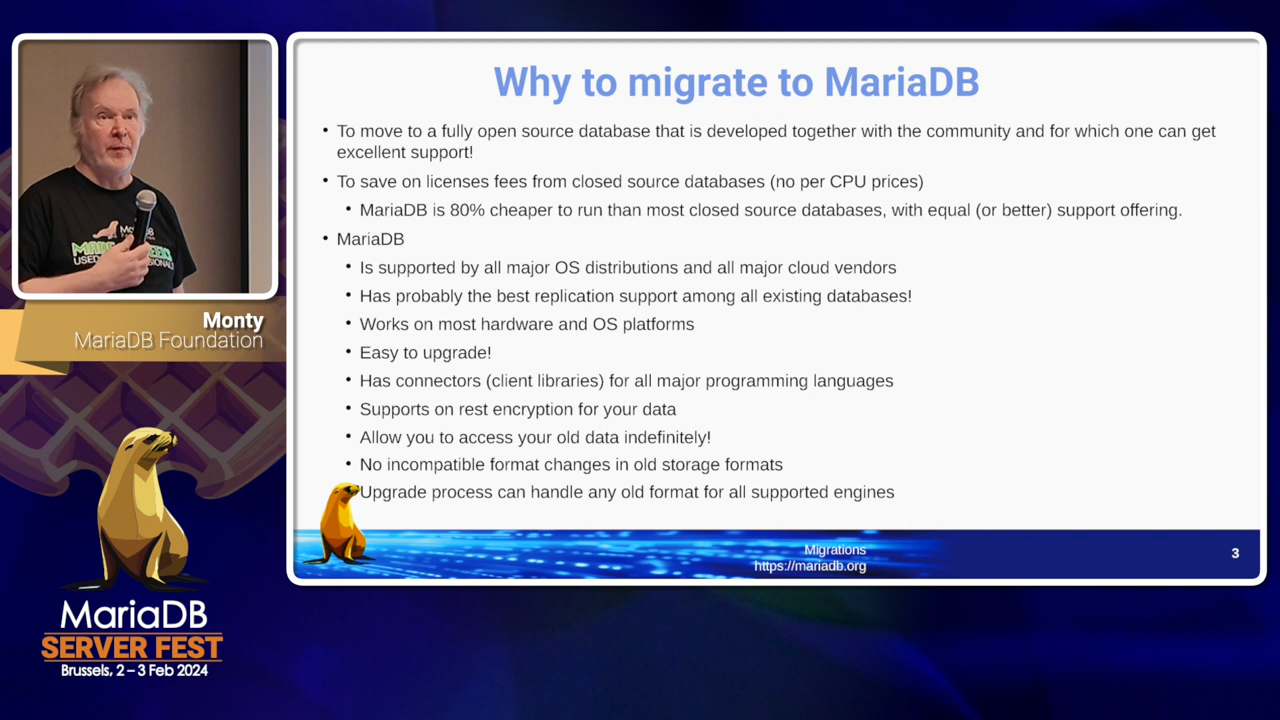 Why to migrate to MariaDB
• To move to a fully open source database that is developed together with the community and for which one can get
excellent support!
• To save on licenses fees from closed source databases (no per CPU prices)
• MariaDB is 80% cheaper to run than most closed source databases, with equal (or better) support offering.
• MariaDB
• Is supported by all major OS distributions and all major cloud vendors
• Has probably the best replication support among all existing databases!
• Works on most hardware and OS platforms
• Easy to upgrade!
• Has connectors (client libraries) for all major programming languages
• Supports on rest encryption for your data
• Allow you to access your old data indefinitely!
• No incompatible format changes in old storage formats
Upgrade process can handle any old format for all supported engines
Migrations
https://mariadb.org
3
Monty
MariaDB Foundation
MariaDB
SERVER FEST
Brussels, 2 – 3 Feb 2024